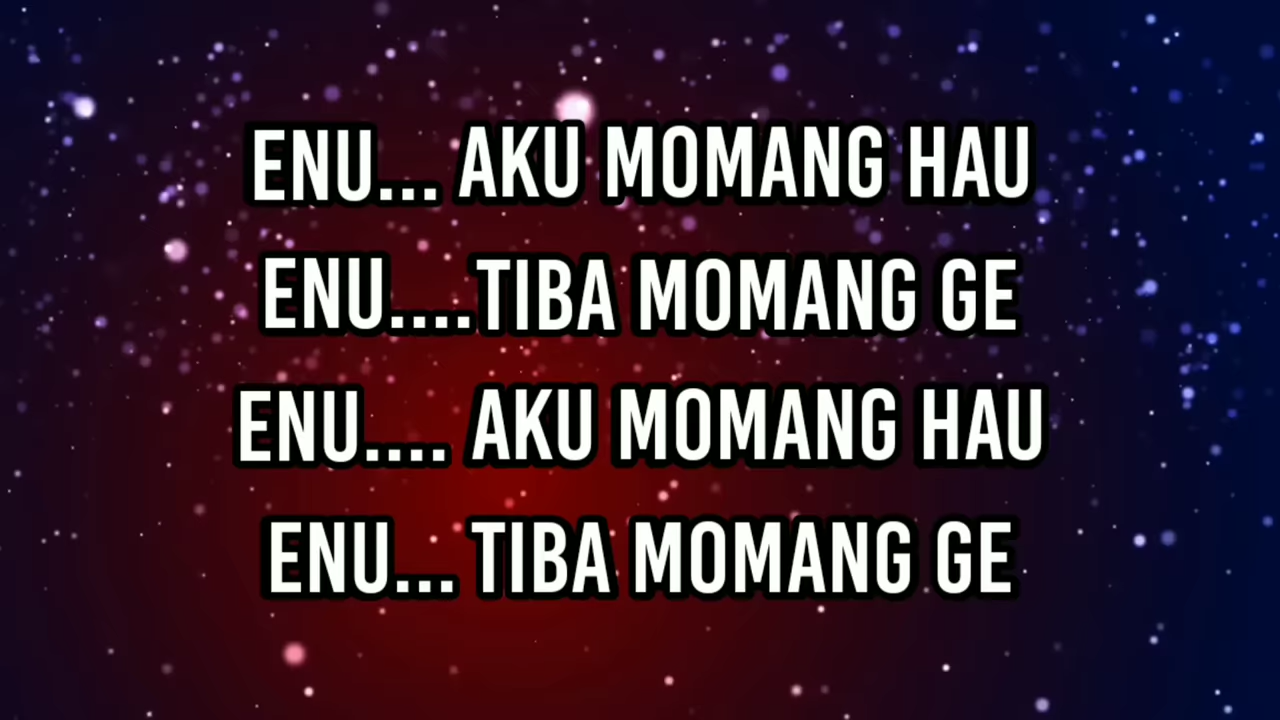 ENU... AKU MOMANG HAU
ENU....TIBA MOMANG GE
ENU.... AKU MOMANG HAU
ENU... TIBA MOMANG GE